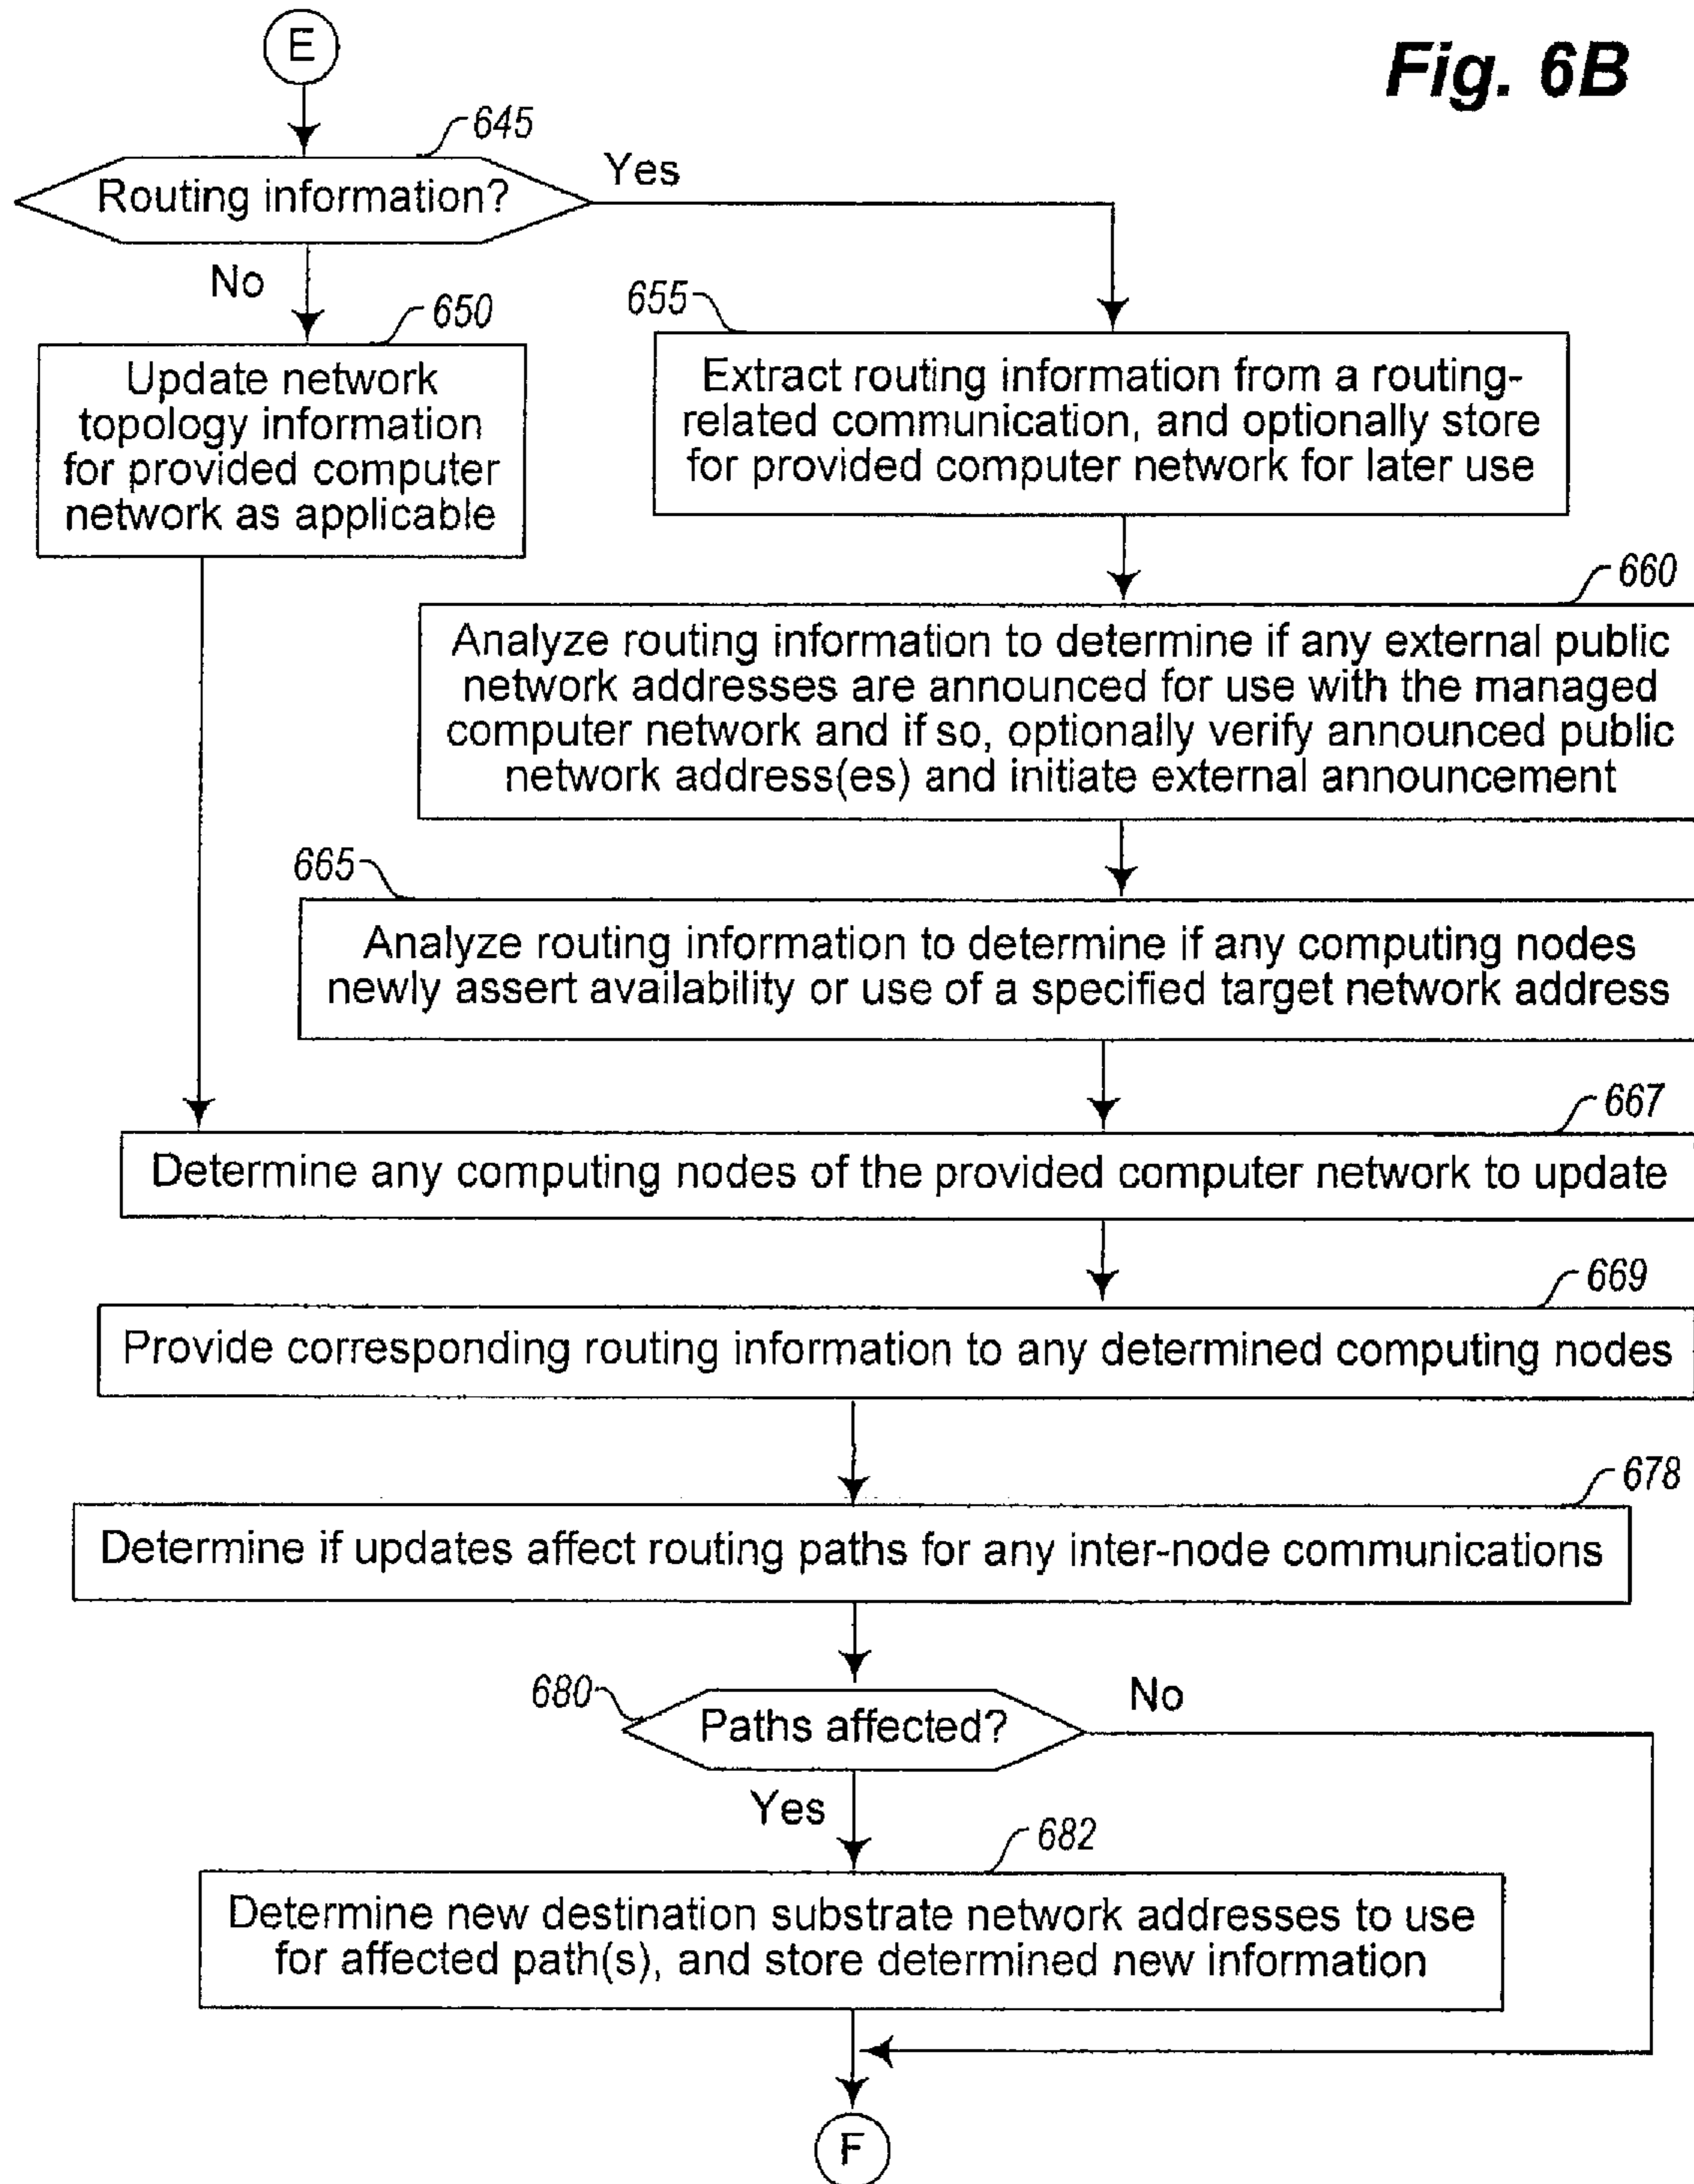 Fig. 6B
E
645
Routing information?
Yes
No
650
Update network
topology information
for provided computer
network as applicable
655
Extract routing information from a routing-
related communication, and optionally store
for provided computer network for later use
660
Analyze routing information to determine if any external public
network addresses are announced for use with the managed
computer network and if so, optionally verify announced public
network address(es) and initiate external announcement
665
Analyze routing information to determine if any computing nodes
newly assert availability or use of a specified target network address
667
Determine any computing nodes of the provided computer network to update
669
Provide corresponding routing information to any determined computing nodes
678
Determine if updates affect routing paths for any inter-node communications
680
Paths affected?
No
Yes
682
Determine new destination substrate network addresses to use
for affected path(s), and store determined new information
F